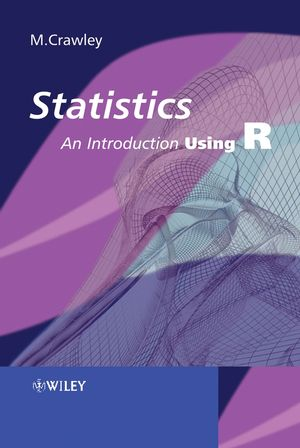 M.Crawley
Statistics
An Introduction Using R
WILEY